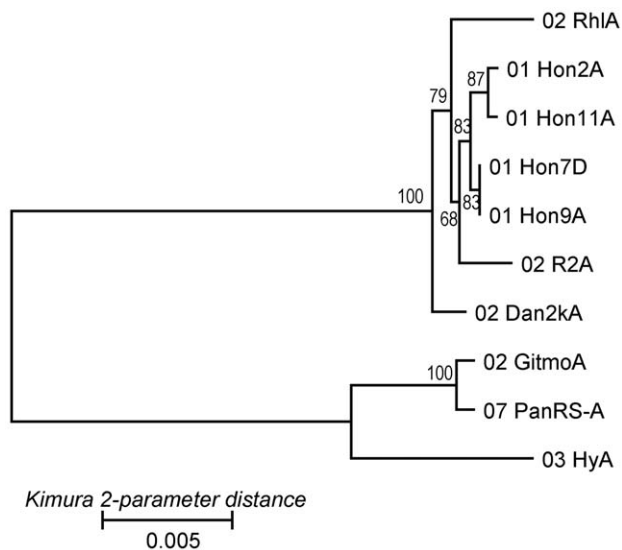 02 RhlA
87
01 Hon2A
79
01 Hon11A
83
01 Hon7D
83
100
01 Hon9A
68
02 R2A
02 Dan2kA
02 GitmoA
100
07 PanRS-A
03 HyA
Kimura 2-parameter distance
0.005